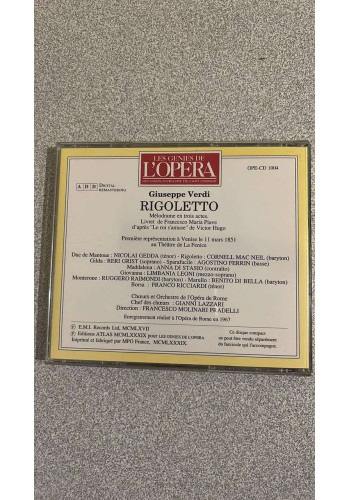 LES GENIES DE
L'OPERA
OPE-CD 1004
A D D DIGITAL
REMASTERING
Giuseppe Verdi
RIGOLETTO
Mélodrame en trois actes.
Livret de Francesco Maria Piave
d'après "Le roi s'amuse" de Victor Hugo
Première représentation à Venise le 11 mars 1851
au Théâtre de La Fenice
Duc de Mantoue : NICOLAI GEDDA (ténor) - Rigoletto : CORNELL MAC NEIL (baryton)
Gilda : RERI GRIST (soprano) - Sparafucile : AGOSTINO FERRIN (basse)
Maddalena : ANNA DI STASIO (contralto)
Giovanna : LIMBANIA LEONI (mezzo-soprano)
Monterone : RUGGERO RAIMONDI (baryton) - Marullo : BENITO DI BELLA (baryton)
Borsa : FRANCO RICCIARDI (ténor)
Chœurs et Orchestre de l'Opéra de Rome
Chef des chœurs : GIANNI LAZZARI
Direction : FRANCESCO MOLINARI PRADELLI
Enregistrement réalisé à l'Opéra de Rome en 1967
Ⓟ E.M.I. Records Ltd, MCMLXVII
Ⓟ Editions ATLAS MCMLXXXIX pour LES GENIES DE L'OPERA
Imprimé et fabriqué par MPO France, MCMLXXXIX.
Ce disque compact
ne peut être vendu séparément
du fascicule qui l'accompagne.